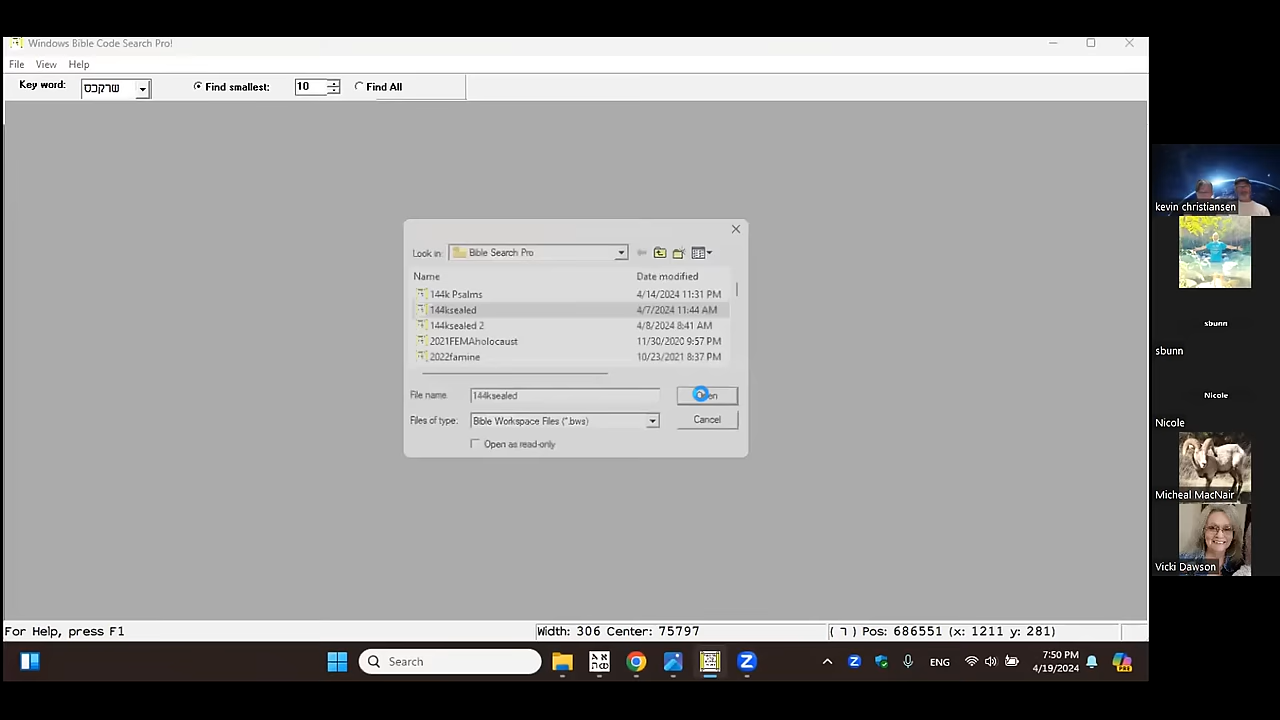 Windows Bible Code Search Pro!
File View Help
Key word: שרקכס Find smallest: 10 Find All
Look in: Bible Search Pro
Name Date modified
144k Psalms 4/14/2024 11:31 PM
144ksealed 4/7/2024 11:44 AM
144ksealed 2 4/8/2024 8:41 AM
2021FEMAholocaust 11/30/2020 9:57 PM
2022famine 10/23/2021 8:37 PM
File name: 144ksealed
Files of type: Bible Workspace Files (*.bws) Cancel
Open as read-only
kevin christiansen
sbunn
sbunn
Nicole
Nicole
Micheal MacNair
Vicki Dawson
For Help, press F1 Width: 306 Center: 75797 Pos: 686551 (x: 1211 y: 281)
Search ENG 7:50 PM
4/19/2024